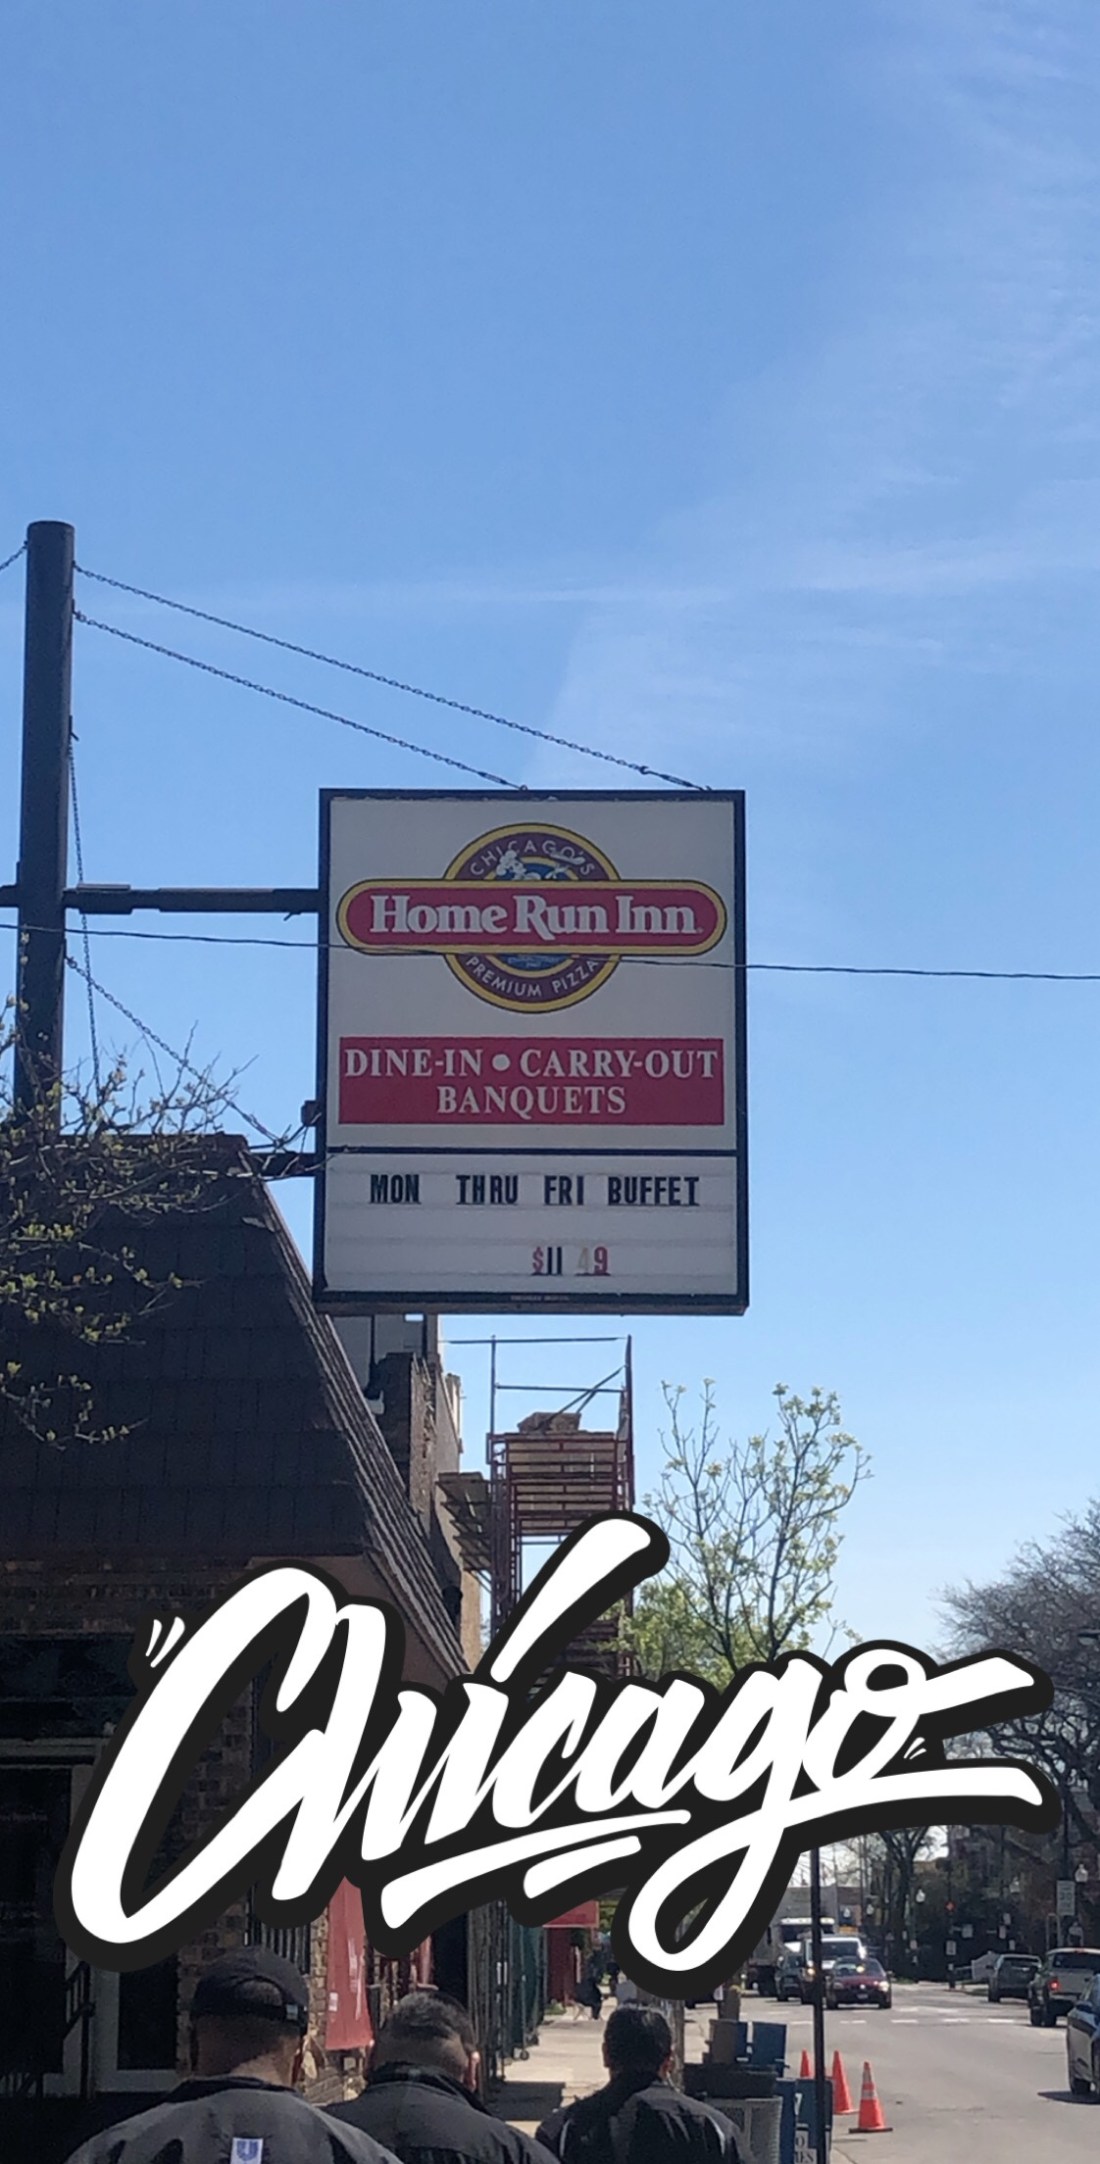 CHICAGO'S
Home Run Inn
PREMIUM PIZZA
DINE-IN • CARRY-OUT
BANQUETS
MON THRU FRI BUFFET
$11 49
Chicago